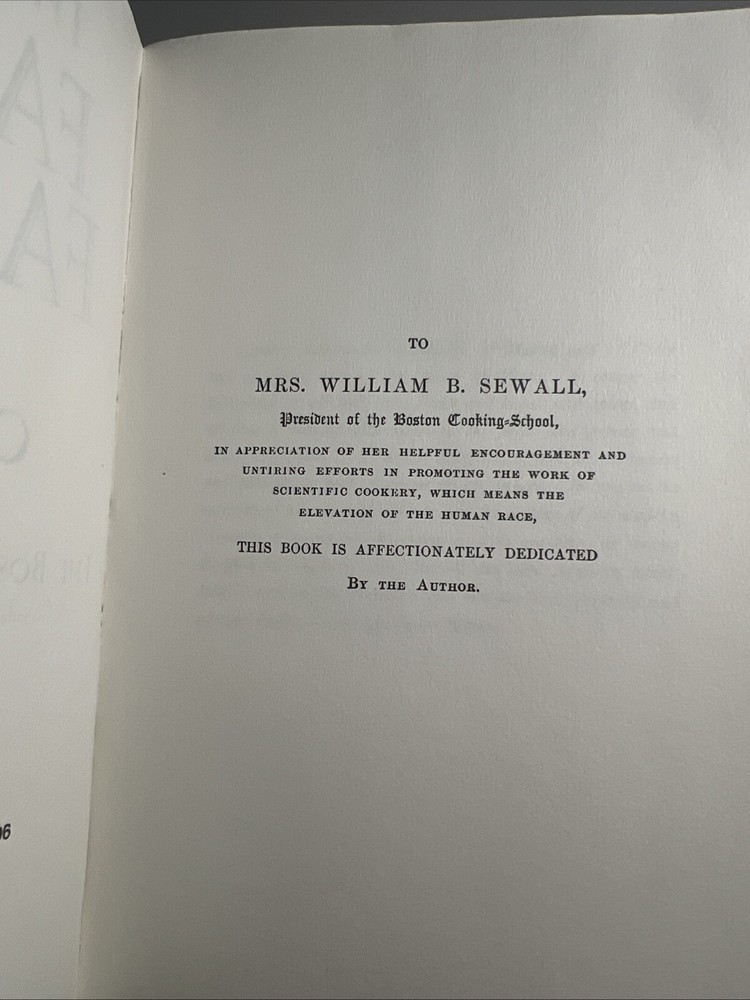 TO
MRS. WILLIAM B. SEWALL,
President of the Boston Cooking=School,
IN APPRECIATION OF HER HELPFUL ENCOURAGEMENT AND
UNTIRING EFFORTS IN PROMOTING THE WORK OF
SCIENTIFIC COOKERY, WHICH MEANS THE
ELEVATION OF THE HUMAN RACE,
THIS BOOK IS AFFECTIONATELY DEDICATED
BY THE AUTHOR.